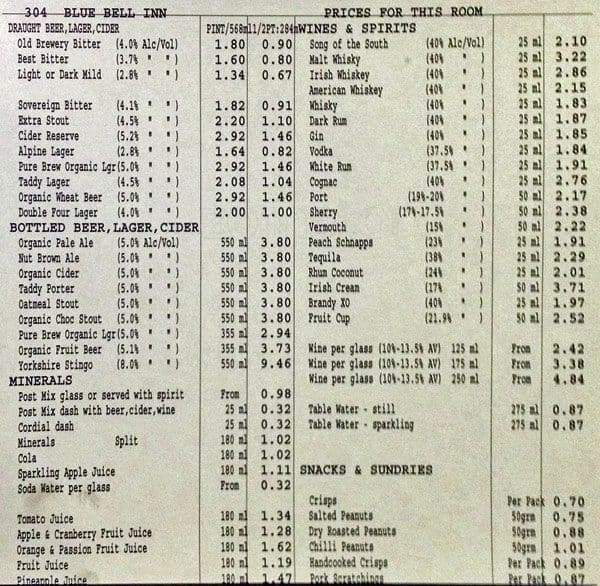 304 BLUE BELL INN
DRAUGHT BEER,LAGER,CIDER PINT/568ml 1/2PT:284m
Old Brewery Bitter (4.0% Alc/Vol) 1.80 0.90
Best Bitter (3.7% " ") 1.60 0.80
Light or Dark Mild (2.8% " ") 1.34 0.67
Sovereign Bitter (4.1% " ") 1.82 0.91
Extra Stout (4.5% " ") 2.20 1.10
Cider Reserve (5.2% " ") 2.92 1.46
Alpine Lager (2.8% " ") 1.64 0.82
Pure Brew Organic Lgr(5.0% " ") 2.92 1.46
Taddy Lager (4.5% " ") 2.08 1.04
Organic Wheat Beer (5.0% " ") 2.92 1.46
Double Four Lager (4.0% " ") 2.00 1.00
BOTTLED BEER,LAGER,CIDER
Organic Pale Ale (5.0% Alc/Vol) 550 ml 3.80
Nut Brown Ale (5.0% " ") 550 ml 3.80
Organic Cider (5.0% " ") 550 ml 3.80
Taddy Porter (5.0% " ") 550 ml 3.80
Oatmeal Stout (5.0% " ") 550 ml 3.80
Organic Choc Stout (5.0% " ") 550 ml 3.80
Pure Brew Organic Lgr(5.0% " ") 355 ml 2.94
Organic Fruit Beer (5.1% " ") 355 ml 3.73
Yorkshire Stingo (8.0% " ") 550 ml 9.46
MINERALS
Post Mix glass or served with spirit From 0.98
Post Mix dash with beer,cider,wine 25 ml 0.32
Cordial dash 25 ml 0.32
Minerals Split 180 ml 1.02
Cola 180 ml 1.02
Sparkling Apple Juice 180 ml 1.11
Soda Water per glass From 0.32
Tomato Juice 180 ml 1.34
Apple & Cranberry Fruit Juice 180 ml 1.28
Orange & Passion Fruit Juice 180 ml 1.62
Fruit Juice 180 ml 1.19
Pineapple Juice 180 ml 1.47
PRICES FOR THIS ROOM
WINES & SPIRITS
Song of the South (40% Alc/Vol) 25 ml 2.10
Malt Whisky (40% " ) 25 ml 3.22
Irish Whiskey (40% " ) 25 ml 2.86
American Whiskey (40% " ) 25 ml 2.15
Whisky (40% " ) 25 ml 1.83
Dark Rum (40% " ) 25 ml 1.87
Gin (40% " ) 25 ml 1.85
Vodka (37.5% " ) 25 ml 1.84
White Rum (37.5% " ) 25 ml 1.91
Cognac (40% " ) 25 ml 2.76
Port (19%-20% " ) 50 ml 2.17
Sherry (17%-17.5% " ) 50 ml 2.38
Vermouth (15% " ) 50 ml 2.22
Peach Schnapps (23% " ) 25 ml 1.91
Tequila (38% " ) 25 ml 2.29
Rhum Coconut (24% " ) 25 ml 2.01
Irish Cream (17% " ) 50 ml 3.71
Brandy XO (40% " ) 25 ml 1.97
Fruit Cup (21.9% " ) 50 ml 2.52
Wine per glass (10%-13.5% AV) 125 ml From 2.42
Wine per glass (10%-13.5% AV) 175 ml From 3.38
Wine per glass (10%-13.5% AV) 250 ml From 4.84
Table Water - still 275 ml 0.87
Table Water - sparkling 275 ml 0.87
SNACKS & SUNDRIES
Crisps Per Pack 0.70
Salted Peanuts 50grm 0.75
Dry Roasted Peanuts 50grm 0.88
Chilli Peanuts 50grm 1.01
Handcooked Crisps Per Pack 0.89
Pork Scratchings Per Pack 0.87